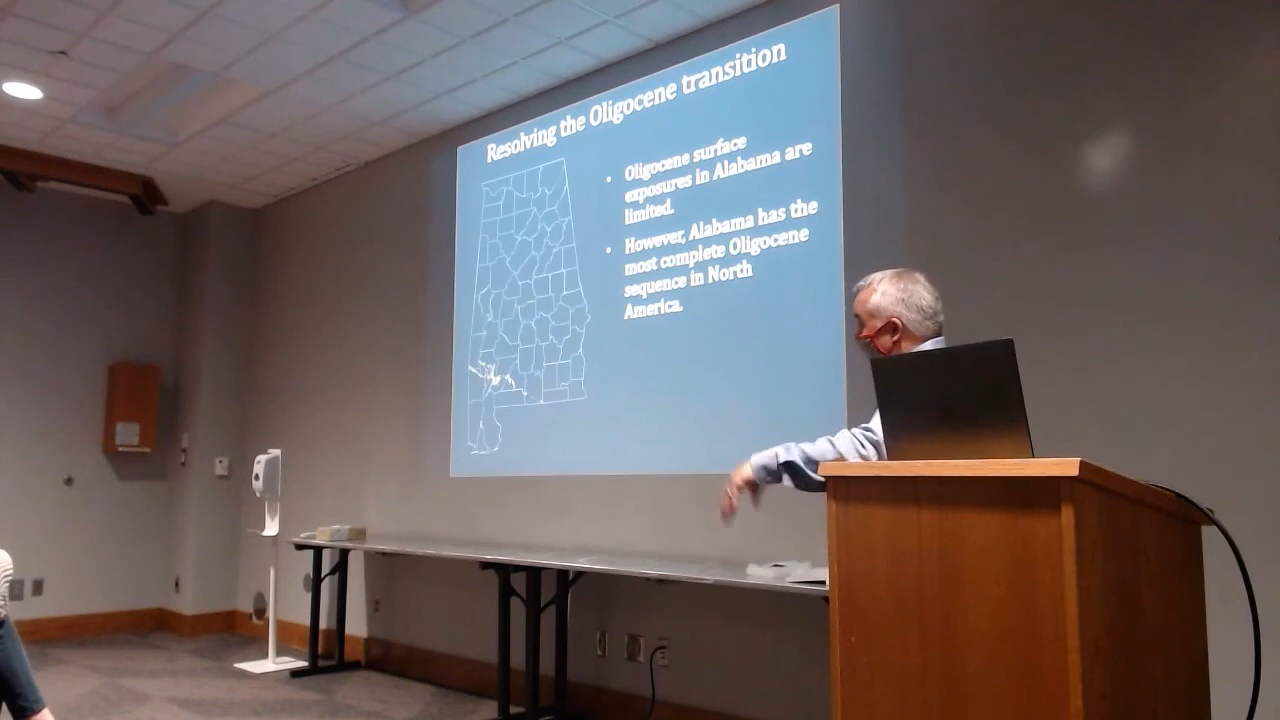 Resolving the Oligocene transition
• Oligocene surface
exposures in Alabama are
limited.
• However, Alabama has the
most complete Oligocene
sequence in North
America.